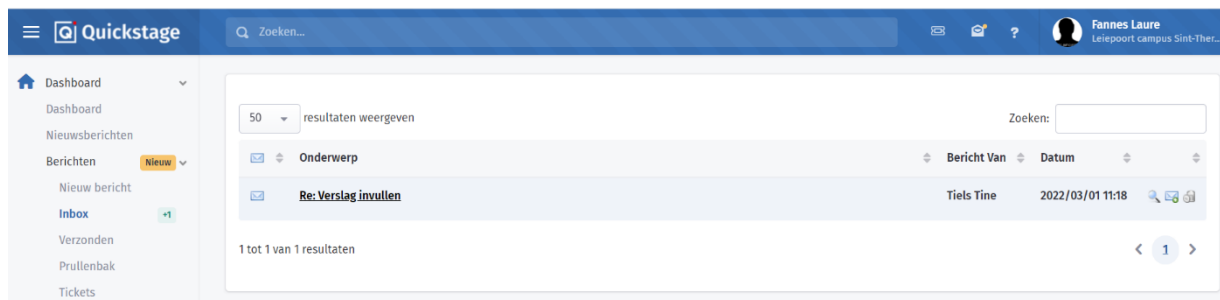 Quickstage
Zoeken...
?
Fannes Laure
Leiepoort campus Sint-Ther...
Dashboard
Dashboard
Nieuwsberichten
Berichten Nieuw
Nieuw bericht
Inbox +1
Verzonden
Prullenbak
Tickets
50 resultaten weergeven Zoeken:
Onderwerp Bericht Van Datum
Re: Verslag invullen Tiels Tine 2022/03/01 11:18
1 tot 1 van 1 resultaten < 1 >